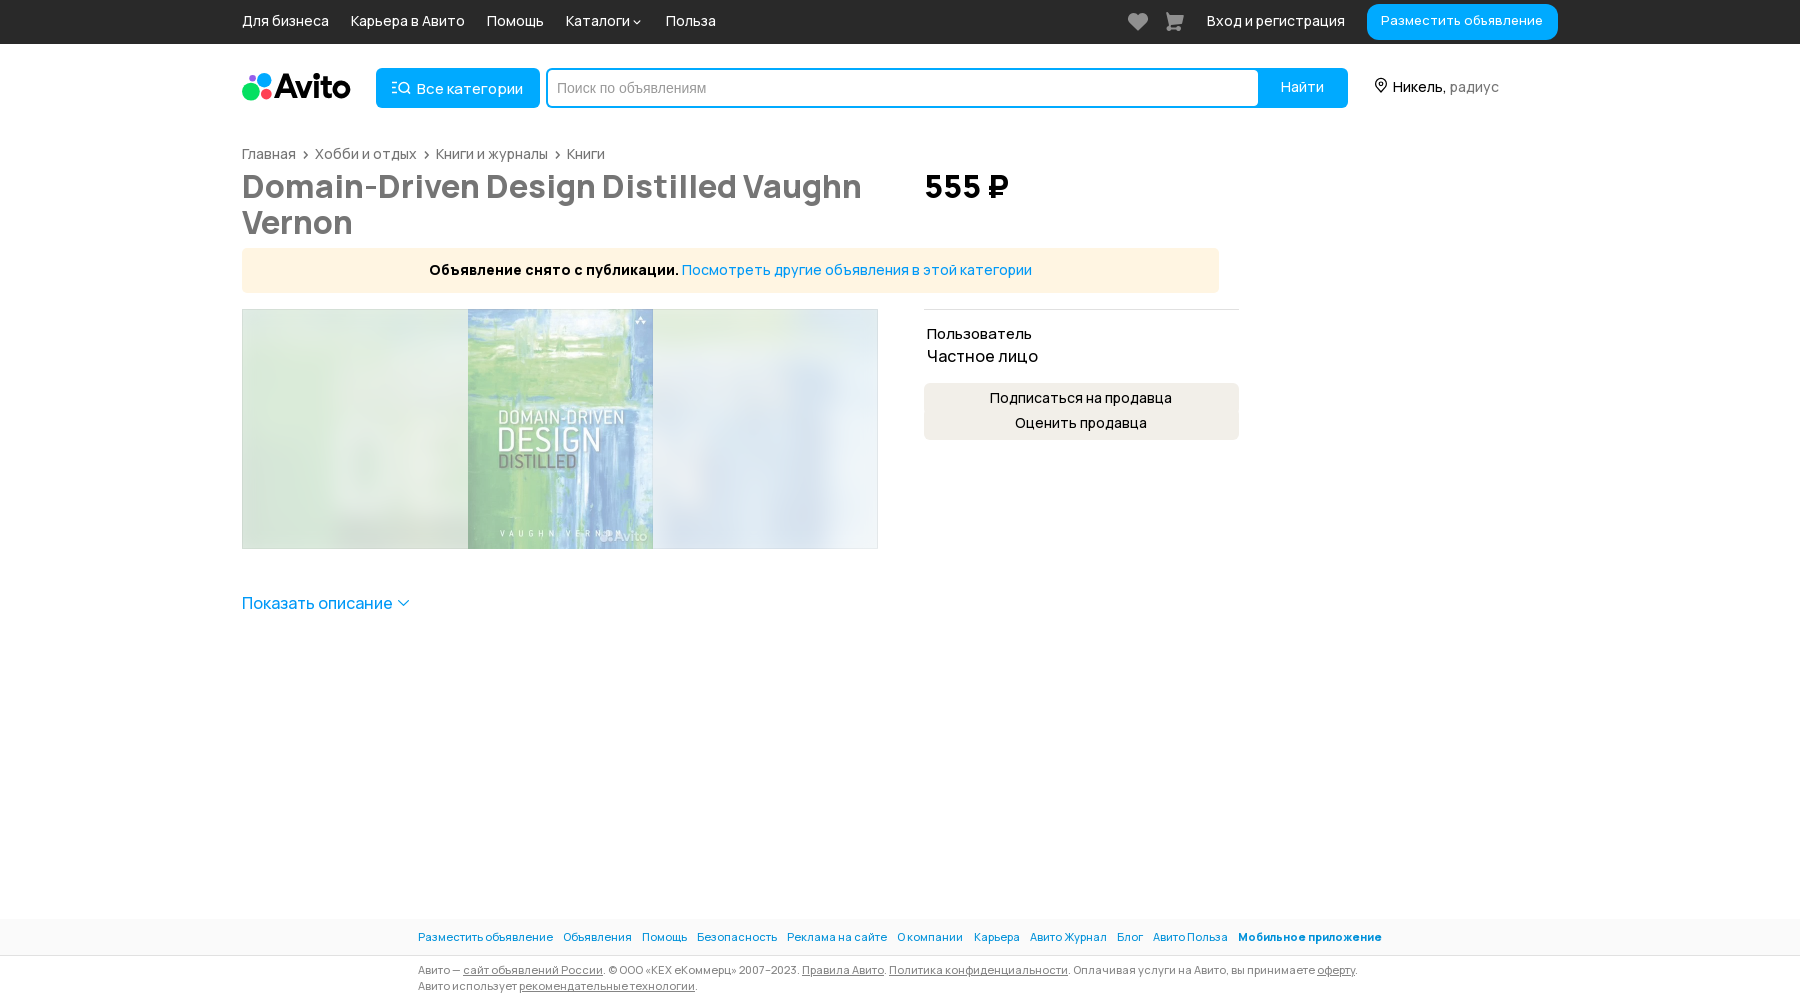 Для бизнеса Карьера в Авито Помощь Каталоги Польза Вход и регистрация Разместить объявление
Avito Все категории Поиск по объявлениям Найти Никель, радиус
Главная Хобби и отдых Книги и журналы Книги
Domain-Driven Design Distilled Vaughn
Vernon
555 ₽
Объявление снято с публикации. Посмотреть другие объявления в этой категории
DOMAIN-DRIVEN
DESIGN
DISTILLED
VAUGHN VERNON
Avito
Пользователь
Частное лицо
Подписаться на продавца
Оценить продавца
Показать описание
Разместить объявление Объявления Помощь Безопасность Реклама на сайте О компании Карьера Авито Журнал Блог Авито Польза Мобильное приложение
Авито — сайт объявлений России. © ООО «КЕХ еКоммерц» 2007–2023. Правила Авито. Политика конфиденциальности. Оплачивая услуги на Авито, вы принимаете оферту.
Авито использует рекомендательные технологии.